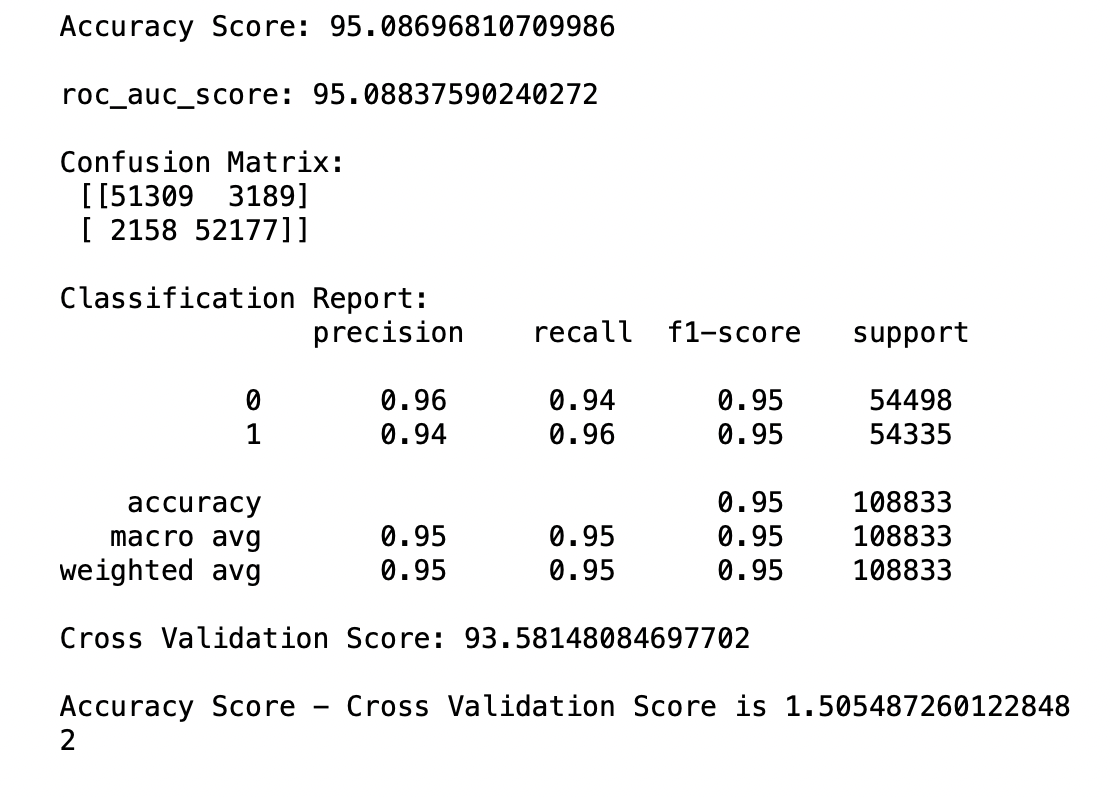 Accuracy Score: 95.08696810709986
roc_auc_score: 95.08837590240272
Confusion Matrix:
[[51309  3189]
[ 2158 52177]]
Classification Report:
precision    recall  f1-score   support
0       0.96      0.94      0.95     54498
1       0.94      0.96      0.95     54335
accuracy                           0.95    108833
macro avg       0.95      0.95      0.95    108833
weighted avg       0.95      0.95      0.95    108833
Cross Validation Score: 93.58148084697702
Accuracy Score - Cross Validation Score is 1.505487260122848
2